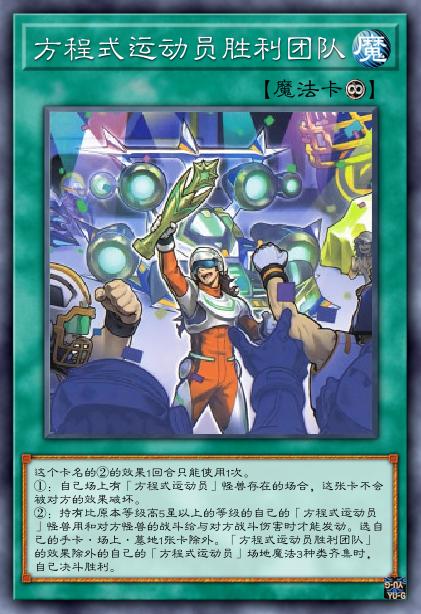 方程式运动员胜利团队 魔
【魔法卡∞】
这个卡名的②的效果1回合只能使用1次。
①：自己场上有「方程式运动员」怪兽存在的场合，这张卡不会
被对方的效果破坏。
②：持有比原本等级高5星以上的等级的自己的「方程式运动员
」怪兽用和对方怪兽的战斗给与对方战斗伤害时才能发动。选自
己的手卡·场上·墓地1张卡除外。「方程式运动员胜利团队」
的效果除外的自己的「方程式运动员」场地魔法3种类齐集时，
自己决斗胜利。